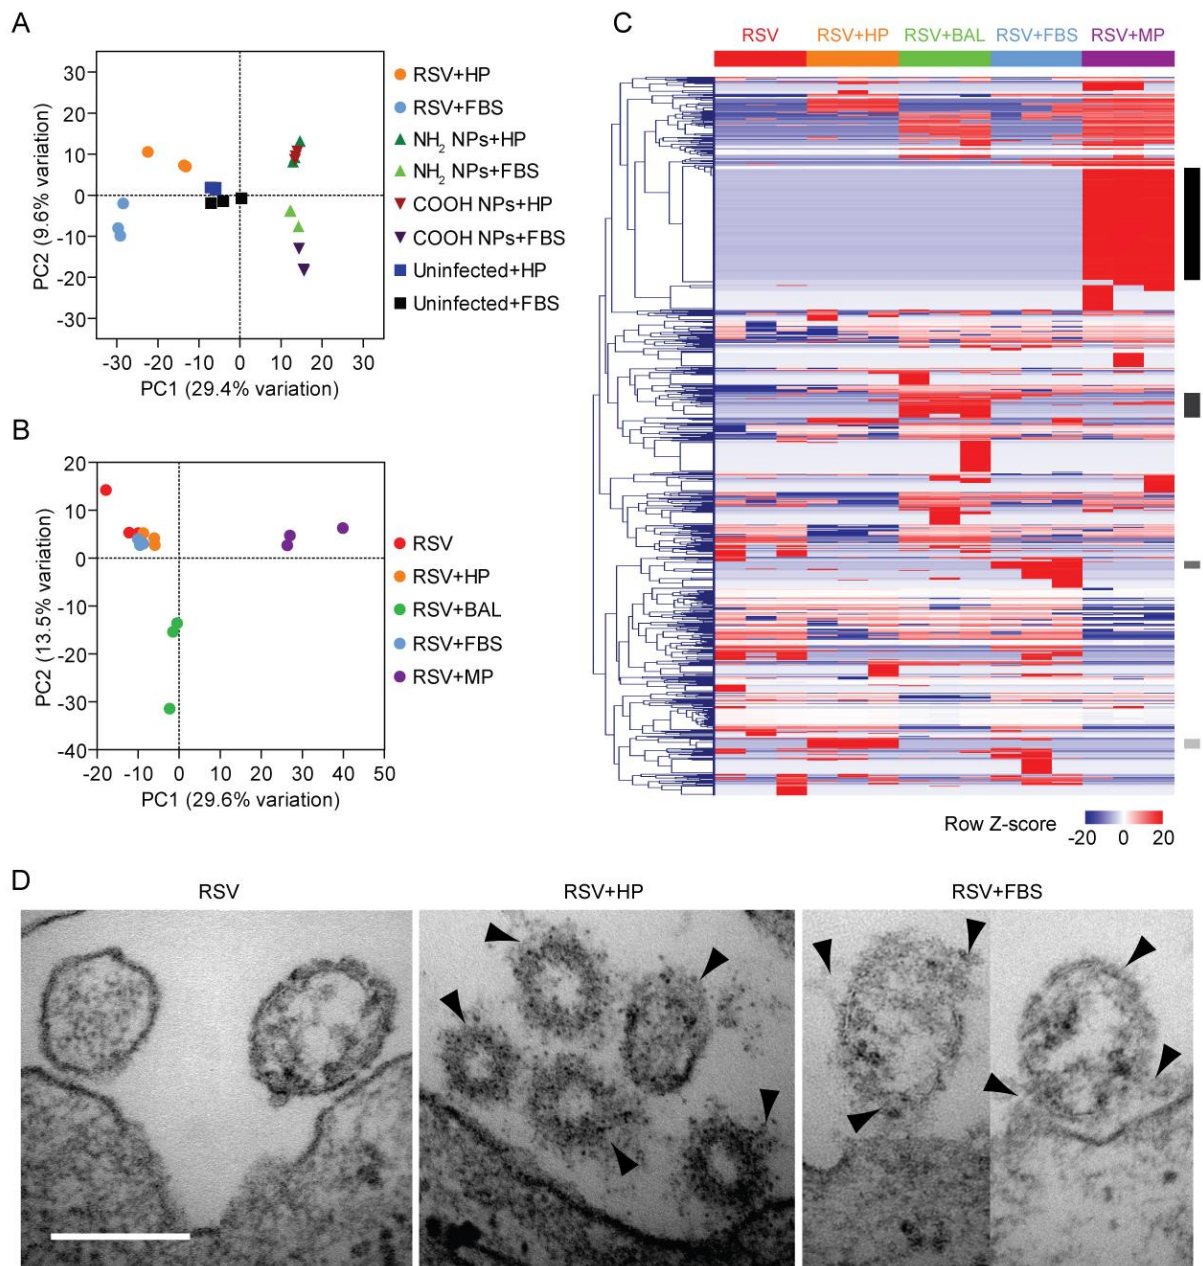 A
30
20
10
0
-10
-20
-30
PC2 (9.6% variation)
-30 -20 -10 0 10 20 30
PC1 (29.4% variation)
RSV+HP
RSV+FBS
NH2 NPs+HP
NH2 NPs+FBS
COOH NPs+HP
COOH NPs+FBS
Uninfected+HP
Uninfected+FBS
B
20
10
0
-10
-20
-30
-40
PC2 (13.5% variation)
-20 -10 0 10 20 30 40 50
PC1 (29.6% variation)
RSV
RSV+HP
RSV+BAL
RSV+FBS
RSV+MP
C
RSV RSV+HP RSV+BAL RSV+FBS RSV+MP
Row Z-score
-20 0 20
D
RSV RSV+HP RSV+FBS